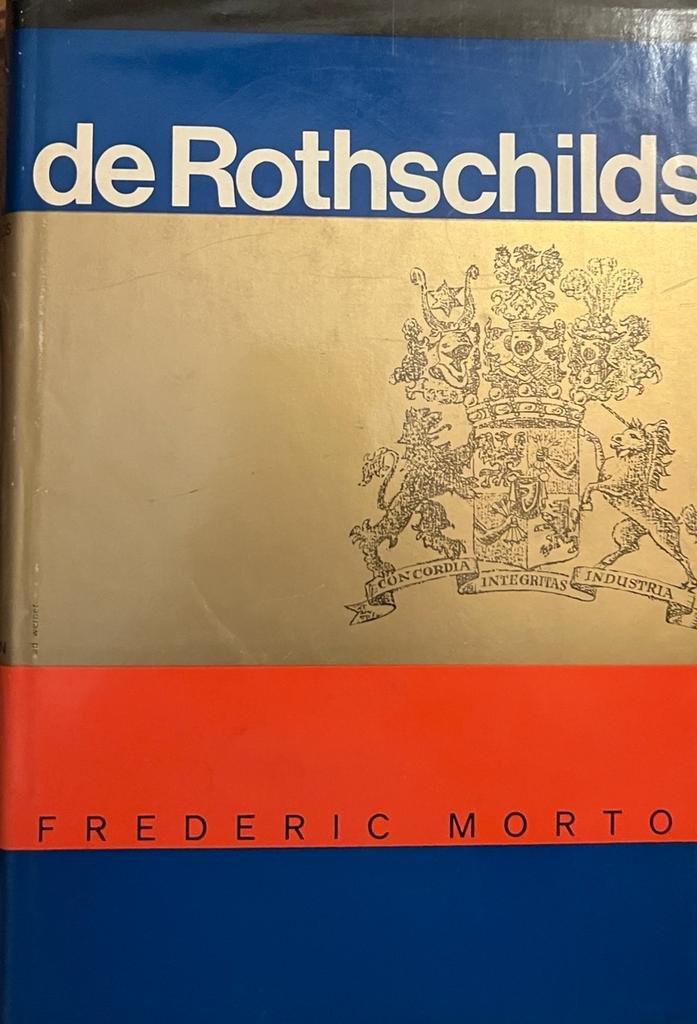 de Rothschilds
CONCORDIA INTEGRITAS INDUSTRIA
FREDERIC MORTO